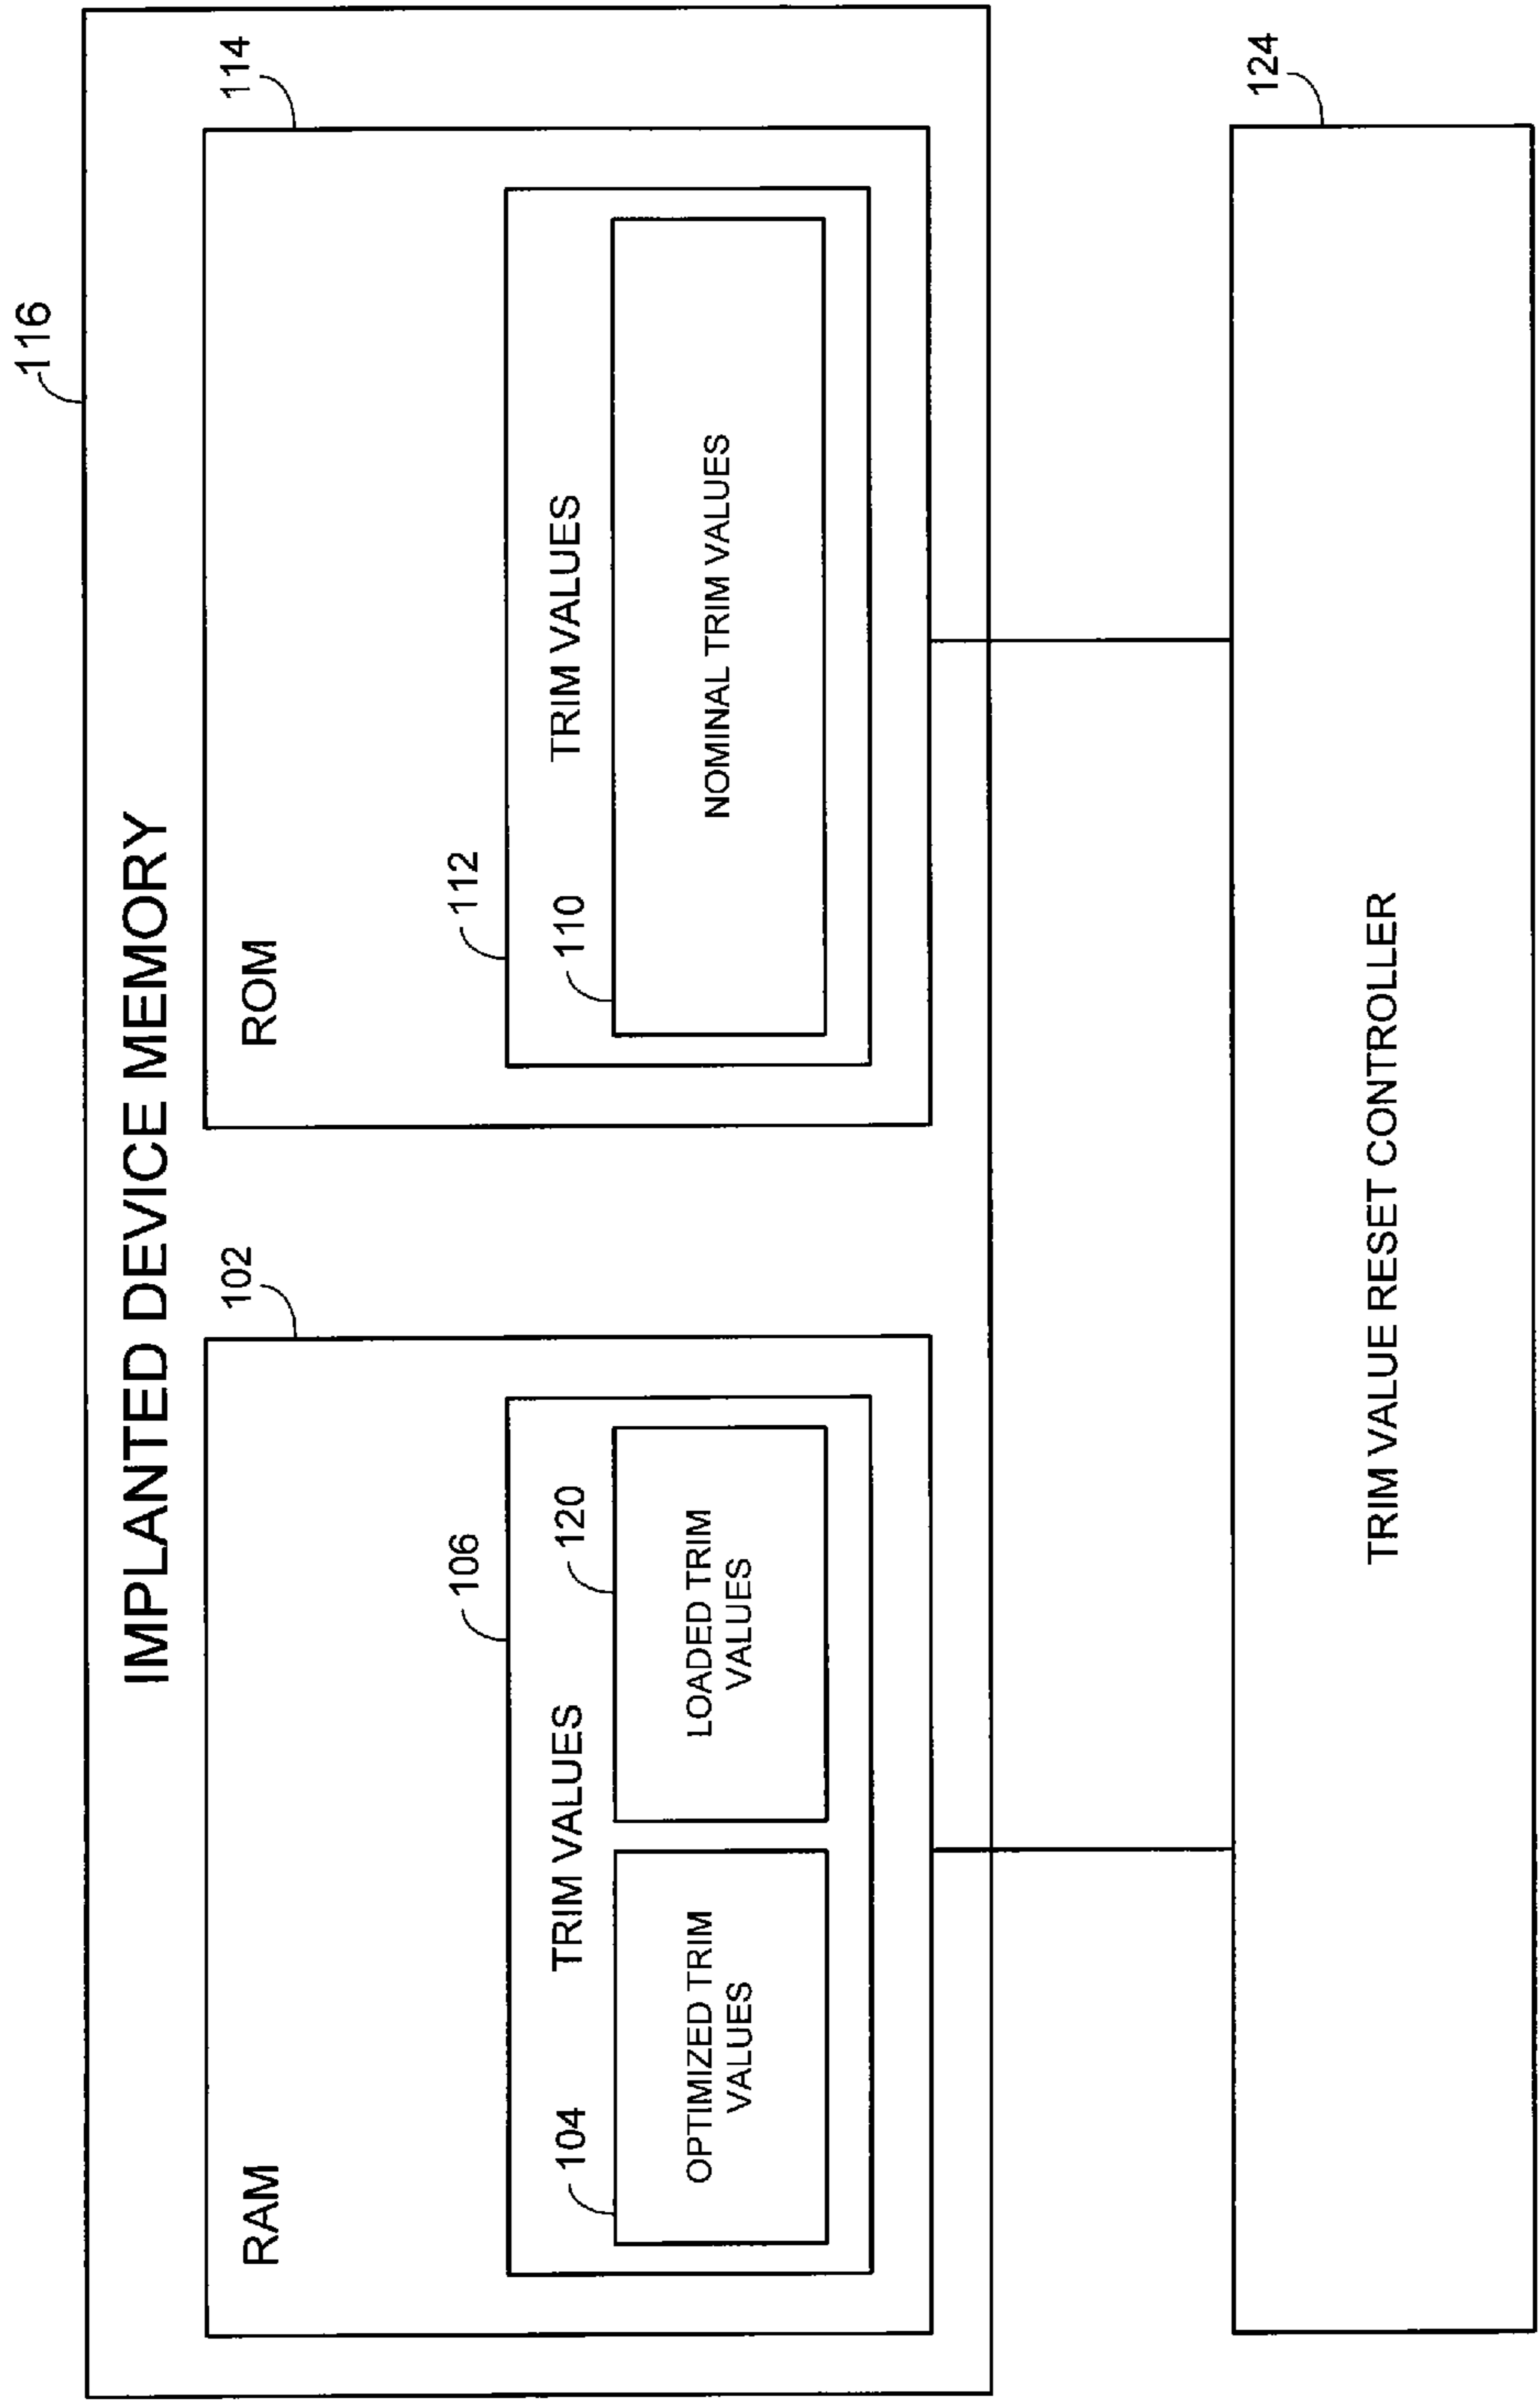 116
IMPLANTED DEVICE MEMORY
102
RAM
106
TRIM VALUES
104
OPTIMIZED TRIM
VALUES
120
LOADED TRIM
VALUES
114
ROM
112
TRIM VALUES
110
NOMINAL TRIM VALUES
124
TRIM VALUE RESET CONTROLLER